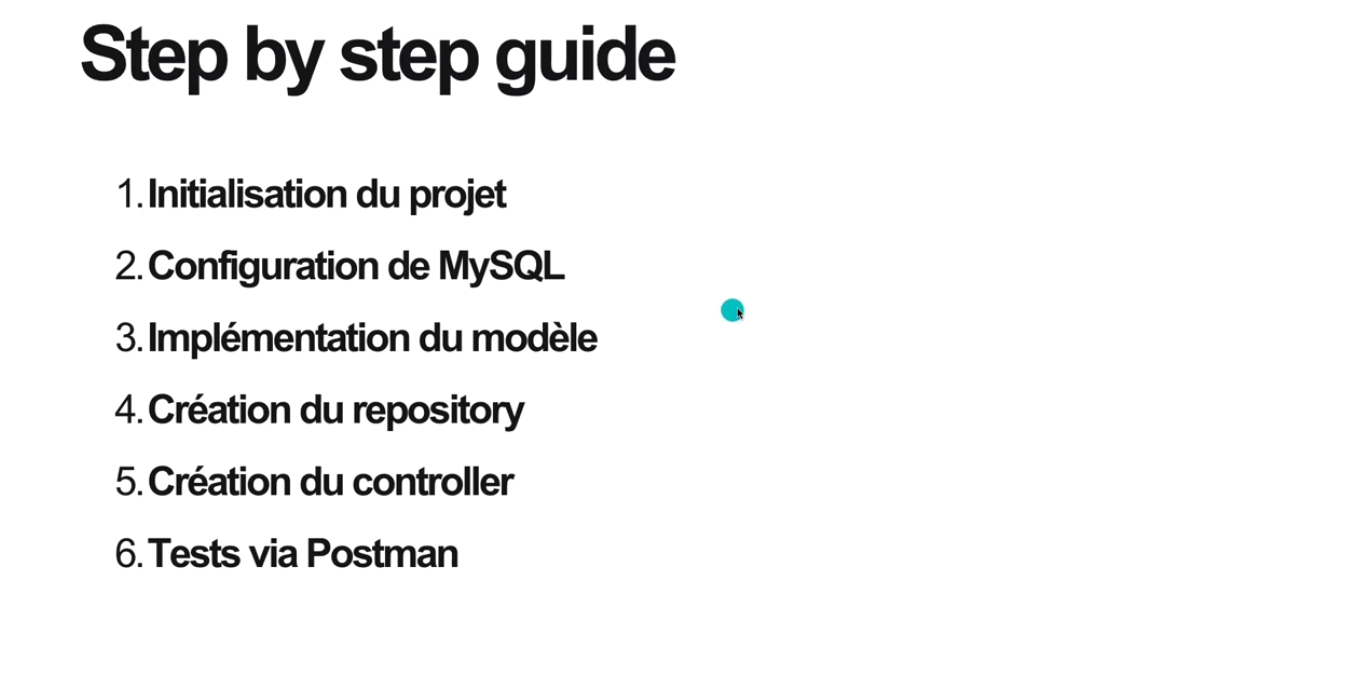 Step by step guide
1. Initialisation du projet
2. Configuration de MySQL
3. Implémentation du modèle
4. Création du repository
5. Création du controller
6. Tests via Postman